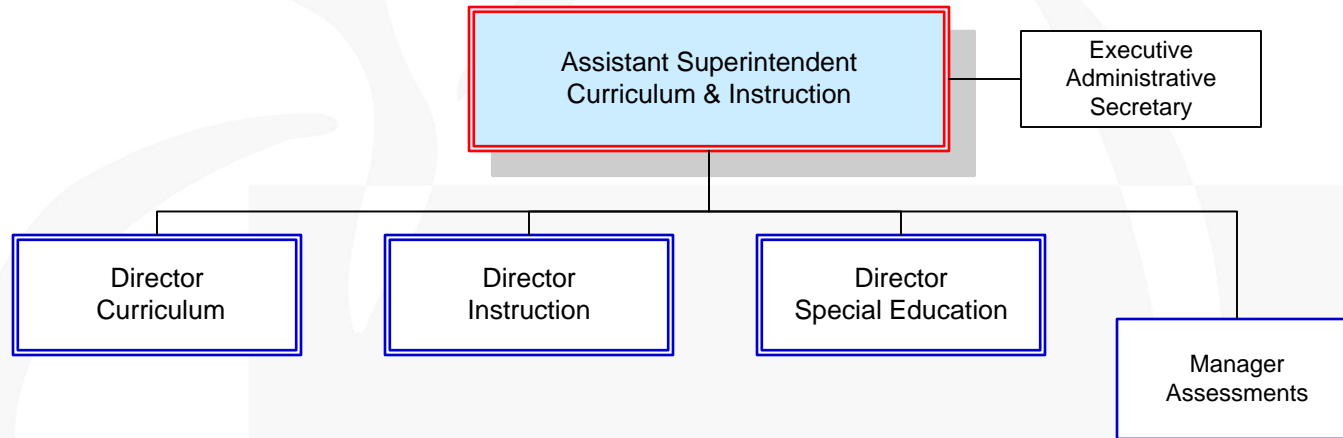 Assistant Superintendent
Curriculum & Instruction
Executive
Administrative
Secretary
Director
Curriculum
Director
Instruction
Director
Special Education
Manager
Assessments